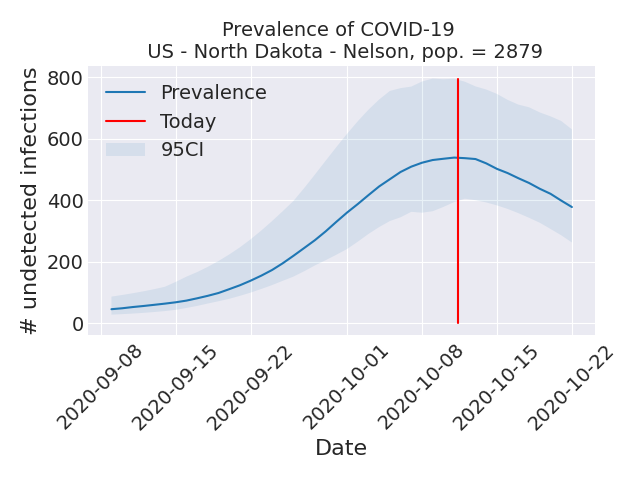 Prevalence of COVID-19
US - North Dakota - Nelson, pop. = 2879
# undetected infections
800
600
400
200
0
Prevalence
Today
95CI
2020-09-08
2020-09-15
2020-09-22
2020-10-01
2020-10-08
2020-10-15
2020-10-22
Date